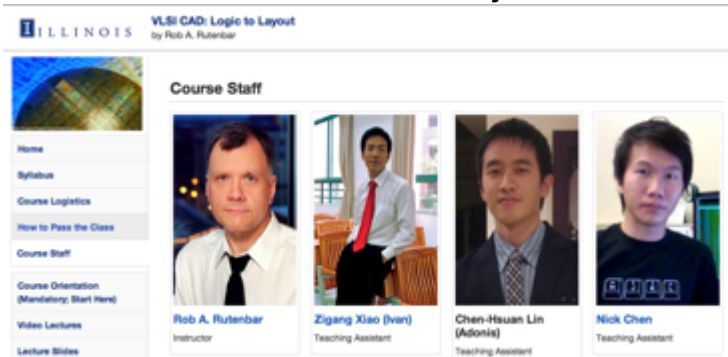 ILLINOIS
VLSI CAD: Logic to Layout
by Rob A. Rutenbar
Course Staff
Home
Syllabus
Course Logistics
How to Pass the Class
Course Staff
Course Orientation
(Mandatory; Start Here)
Video Lectures
Lecture Slides
Rob A. Rutenbar
Instructor
Zigang Xiao (Ivan)
Teaching Assistant
Chen-Hsuan Lin
(Adonis)
Teaching Assistant
Nick Chen
Teaching Assistant